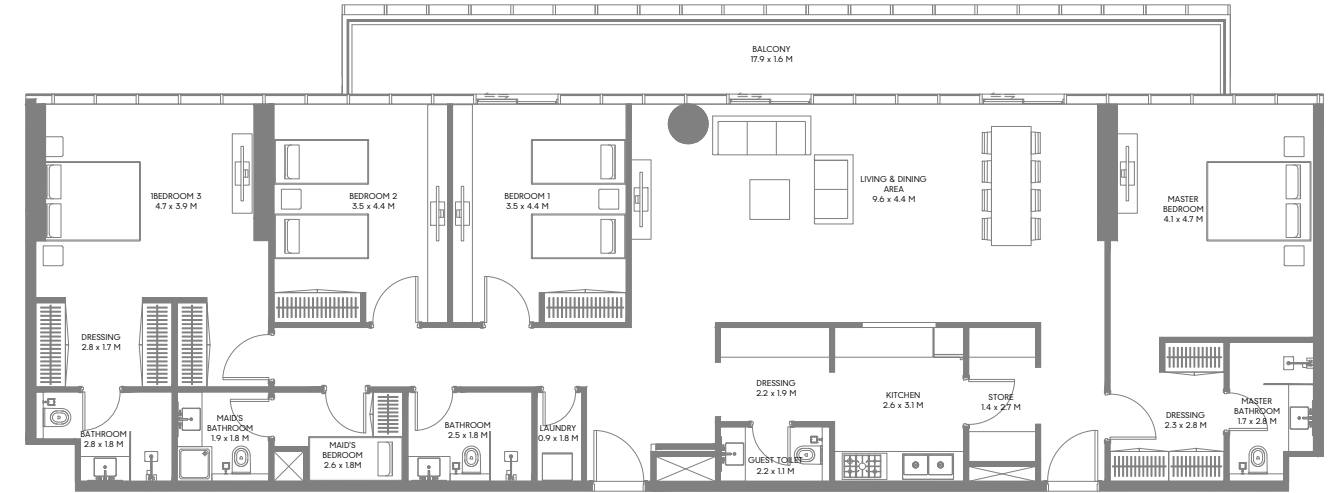 BALCONY
17.9 x 1.6 M
1BEDROOM 3
4.7 x 3.9 M
BEDROOM 2
3.5 x 4.4 M
BEDROOM 1
3.5 x 4.4 M
LIVING & DINING
AREA
9.6 x 4.4 M
MASTER
BEDROOM
4.1 x 4.7 M
DRESSING
2.8 x 1.7 M
BATHROOM
2.8 x 1.8 M
MAID'S
BATHROOM
1.9 x 1.8 M
MAID'S
BEDROOM
2.6 x 1.8M
BATHROOM
2.5 x 1.8 M
LAUNDRY
0.9 x 1.8 M
DRESSING
2.2 x 1.9 M
GUEST TOILET
2.2 x 1.1 M
KITCHEN
2.6 x 3.1 M
STORE
1.4 x 2.7 M
DRESSING
2.3 x 2.8 M
MASTER
BATHROOM
1.7 x 2.8 M